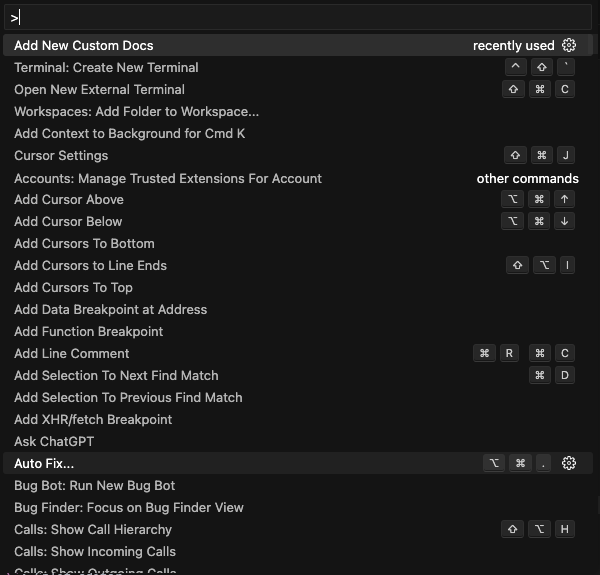 >
Add New Custom Docs recently used
Terminal: Create New Terminal ^ ⇧ `
Open New External Terminal ⇧ ⌘ C
Workspaces: Add Folder to Workspace...
Add Context to Background for Cmd K
Cursor Settings ⇧ ⌘ J
Accounts: Manage Trusted Extensions For Account other commands
Add Cursor Above ⌥ ⌘ ↑
Add Cursor Below ⌥ ⌘ ↓
Add Cursors To Bottom
Add Cursors to Line Ends ⇧ ⌥ I
Add Cursors To Top
Add Data Breakpoint at Address
Add Function Breakpoint
Add Line Comment ⌘ R ⌘ C
Add Selection To Next Find Match ⌘ D
Add Selection To Previous Find Match
Add XHR/fetch Breakpoint
Ask ChatGPT
Auto Fix... ⌥ ⌘ .
Bug Bot: Run New Bug Bot
Bug Finder: Focus on Bug Finder View
Calls: Show Call Hierarchy ⇧ ⌥ H
Calls: Show Incoming Calls
Calls: Show Outgoing Calls